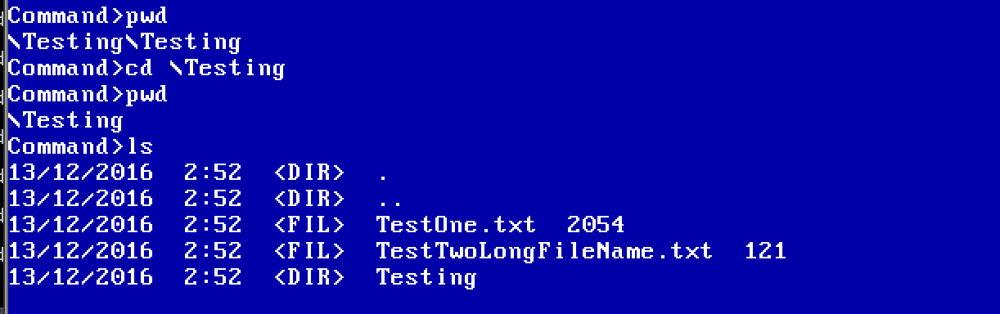 Command>pwd
\Testing\Testing
Command>cd \Testing
Command>pwd
\Testing
Command>ls
13/12/2016  2:52  <DIR>  .
13/12/2016  2:52  <DIR>  ..
13/12/2016  2:52  <FIL>  TestOne.txt  2054
13/12/2016  2:52  <FIL>  TestTwoLongFileName.txt  121
13/12/2016  2:52  <DIR>  Testing